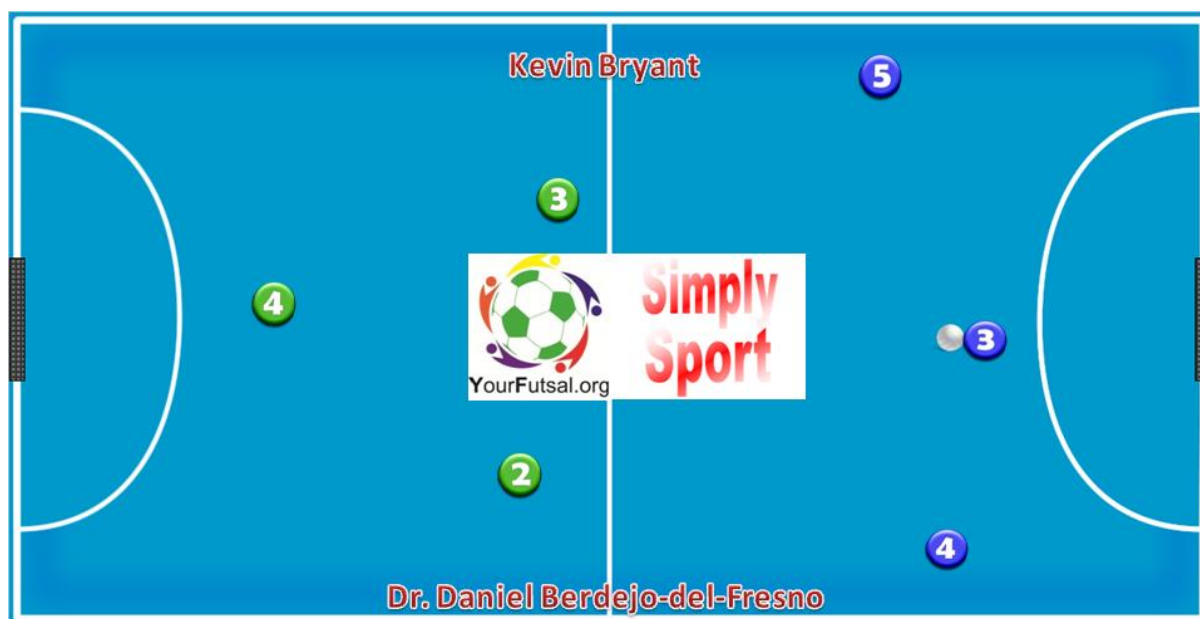 Kevin Bryant
5
3
4
Simply
Sport
YourFutsal.org
3
2
4
Dr. Daniel Berdejo-del-Fresno